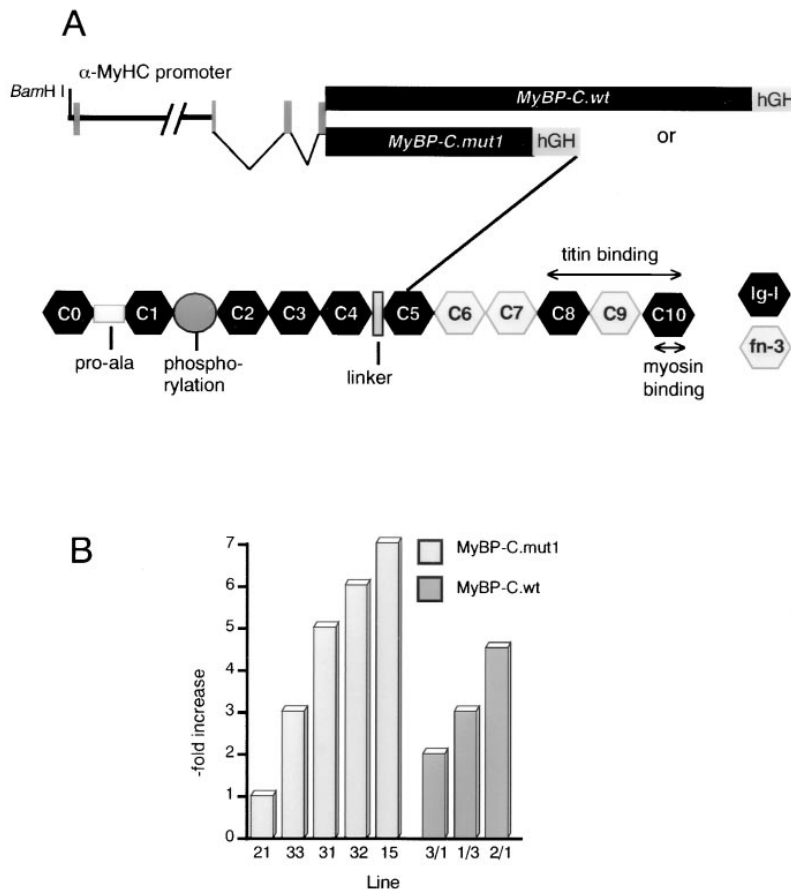 A
α-MyHC promoter
BamH I
MyBP-C.wt
hGH
MyBP-C.mut1
hGH
or
titin binding
C0
C1
C2
C3
C4
C5
C6
C7
C8
C9
C10
Ig-I
fn-3
pro-ala
phospho-
rylation
linker
myosin
binding
B
MyBP-C.mut1
MyBP-C.wt
-fold increase
7
6
5
4
3
2
1
0
21
33
31
32
15
3/1
1/3
2/1
Line